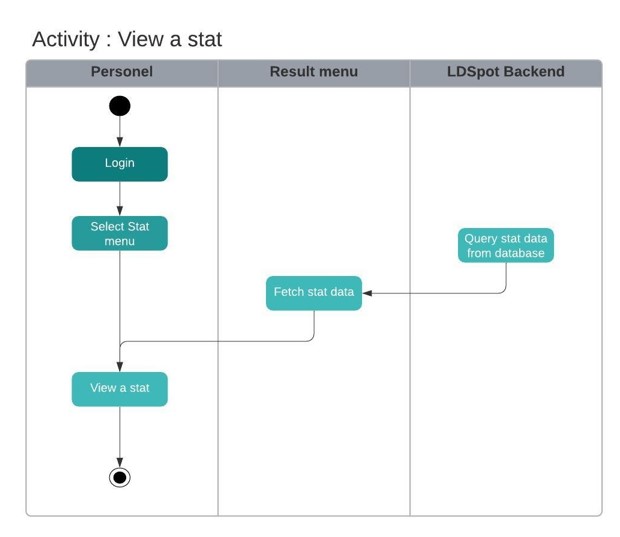 Activity : View a stat
Personel
Result menu
LDSpot Backend
Login
Select Stat
menu
Query stat data
from database
Fetch stat data
View a stat